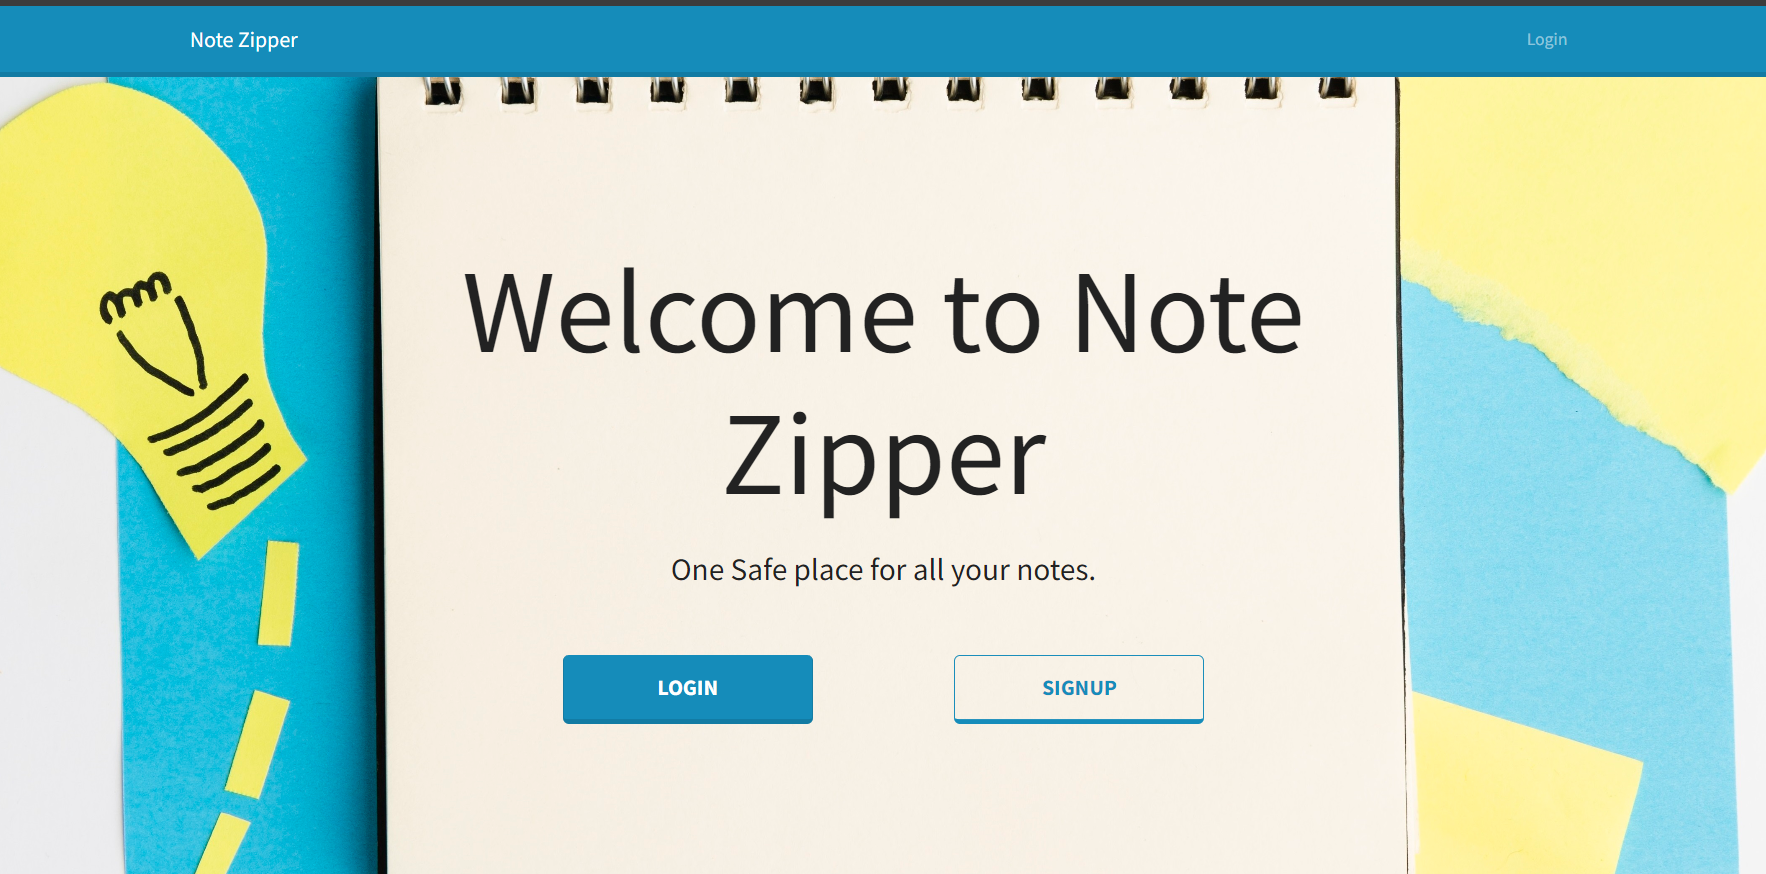 Note Zipper
Login
Welcome to Note
Zipper
One Safe place for all your notes.
LOGIN
SIGNUP